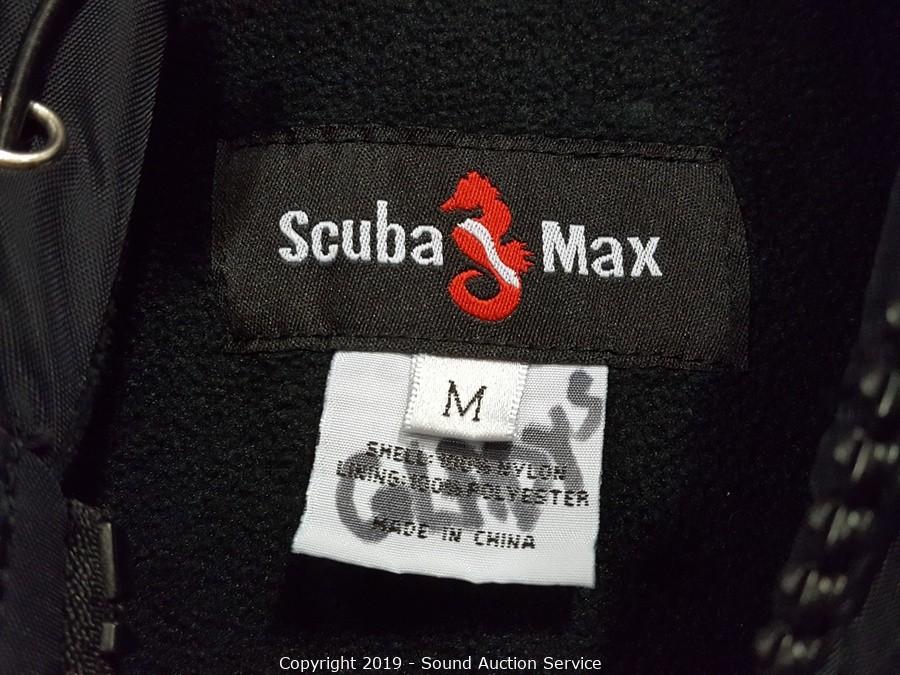 Scuba Max
M
SHELL: 100% NYLON
LINING: 100% POLYESTER
MADE IN CHINA
Copyright 2019 - Sound Auction Service